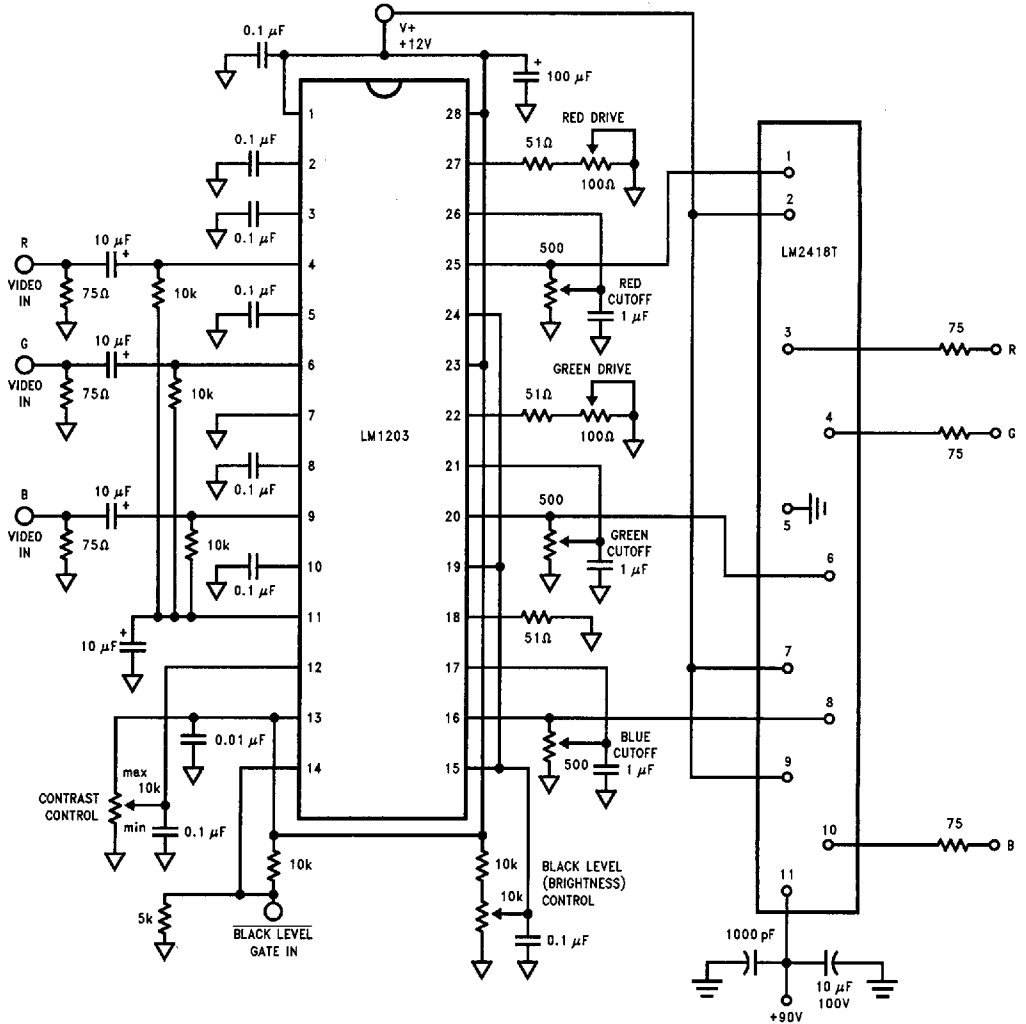 V+
+12V
0.1 μF
100 μF
1
28
RED DRIVE
0.1 μF
51Ω
2
27
100Ω
1
3
26
2
0.1 μF
R
10 μF
+
500
LM2418T
4
25
VIDEO
IN
75Ω
10k
0.1 μF
RED
CUTOFF
5
24
1 μF
3
75
R
G
10 μF
+
6
23
GREEN DRIVE
VIDEO
IN
75Ω
10k
51Ω
7
22
100Ω
4
75
G
LM1203
8
21
0.1 μF
B
10 μF
+
500
9
20
5
VIDEO
IN
75Ω
10k
GREEN
CUTOFF
10
19
1 μF
6
0.1 μF
11
18
51Ω
+
10 μF
12
17
7
13
16
8
0.01 μF
BLUE
CUTOFF
500
1 μF
14
15
9
max
10k
CONTRAST
CONTROL
min
0.1 μF
10
75
B
10k
10k
BLACK LEVEL
(BRIGHTNESS)
CONTROL
10k
11
5k
BLACK LEVEL
GATE IN
0.1 μF
1000 pF
10 μF
100V
+90V
+